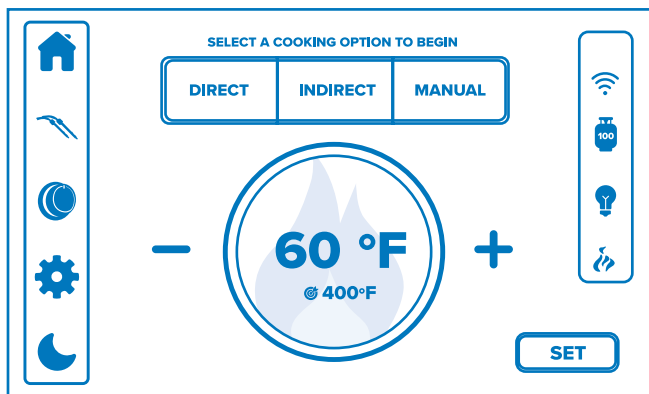 SELECT A COOKING OPTION TO BEGIN
DIRECT INDIRECT MANUAL
100
60 °F
400°F
SET